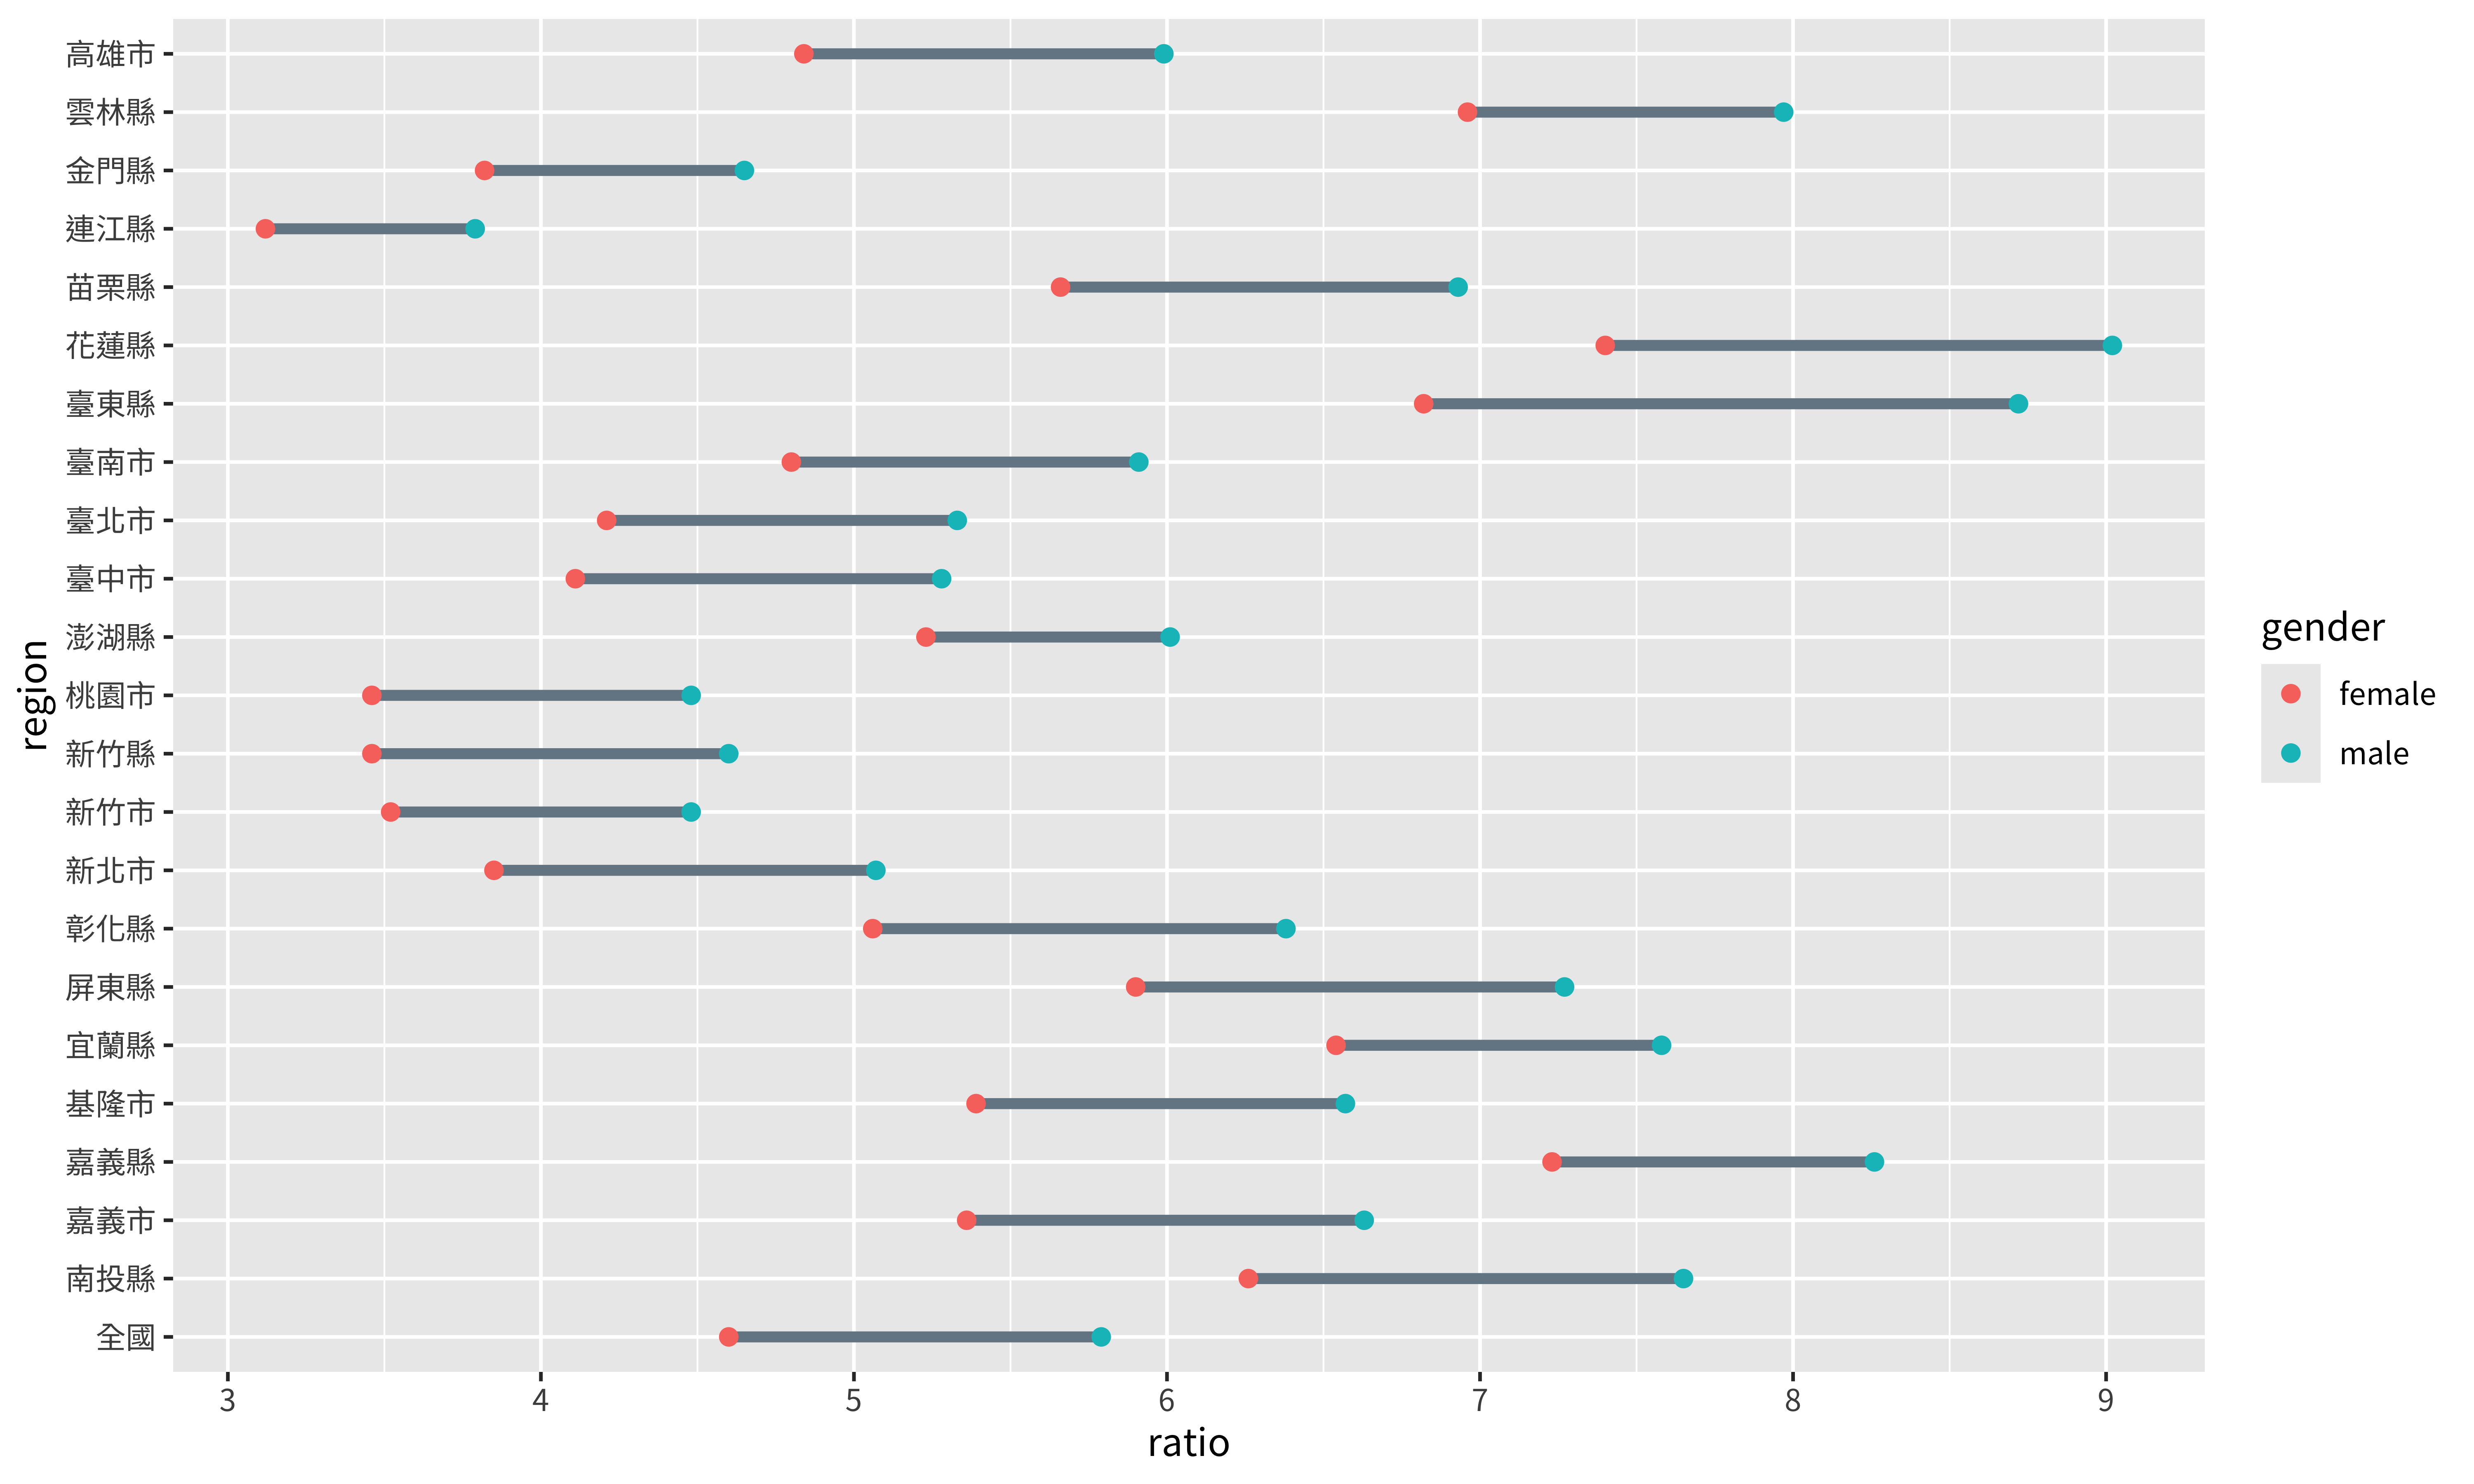 高雄市
雲林縣
金門縣
連江縣
苗栗縣
花蓮縣
臺東縣
臺南市
臺北市
臺中市
澎湖縣
桃園市
新竹縣
新竹市
新北市
彰化縣
屏東縣
宜蘭縣
基隆市
嘉義縣
嘉義市
南投縣
全國
region
3 4 5 6 7 8 9
ratio
gender
female
male